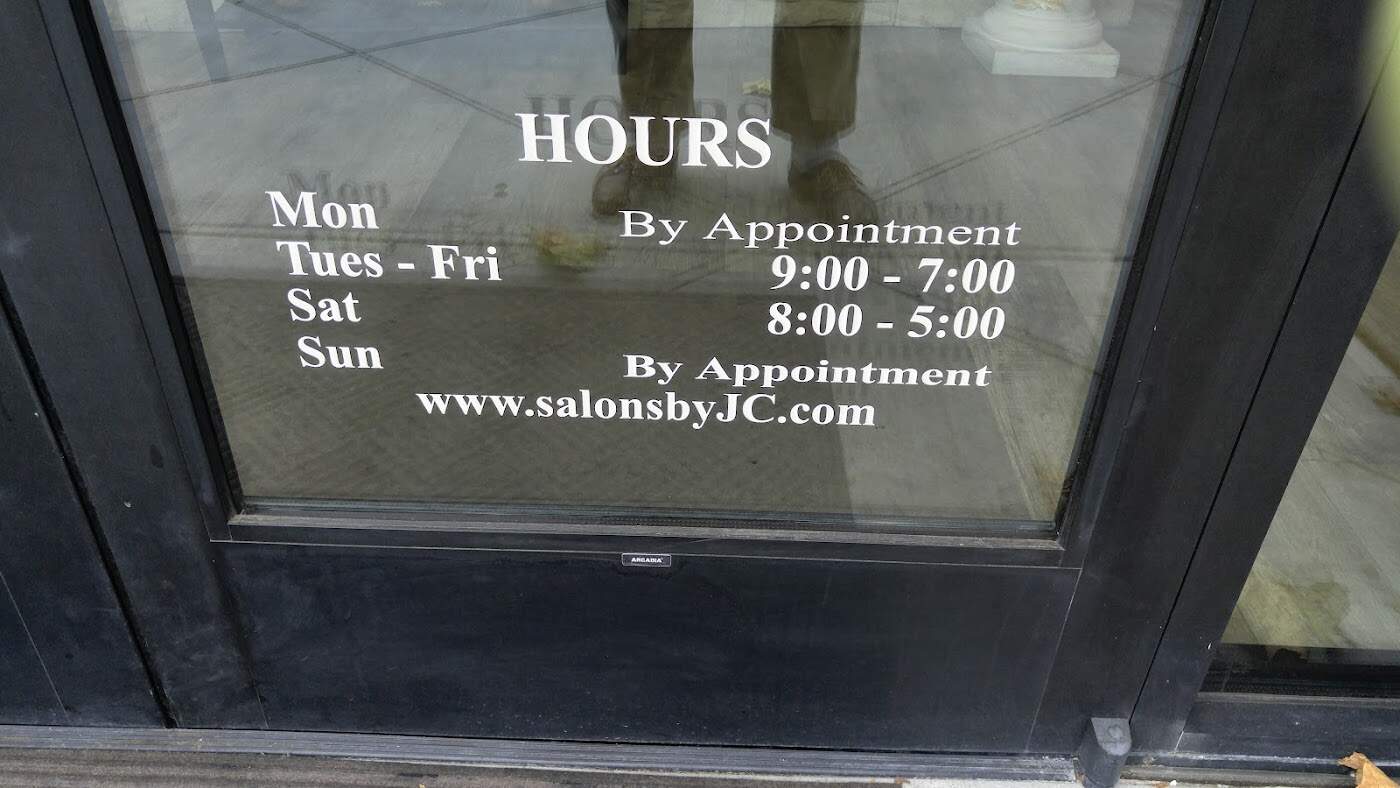 HOURS
Mon By Appointment
Tues - Fri 9:00 - 7:00
Sat 8:00 - 5:00
Sun By Appointment
www.salonsbyJC.com
ARCADIA